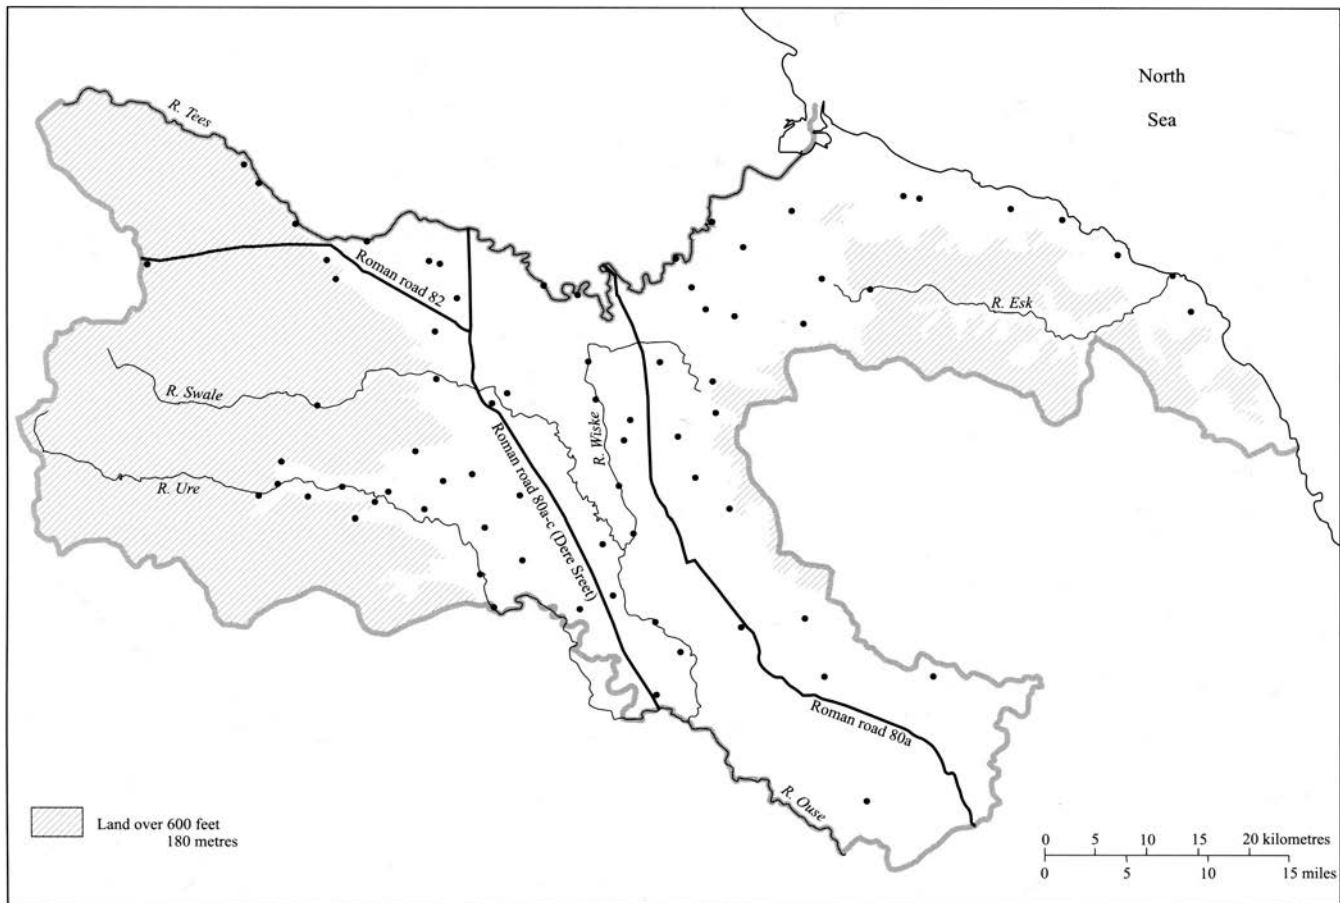 North
Sea
R. Tees
Roman road 82
R. Esk
R. Swale
R. Wiske
Roman road 80a-c (Dere Sreet)
R. Ure
Roman road 80a
R. Ouse
Land over 600 feet
180 metres
0 5 10 15 20 kilometres
0 5 10 15 miles